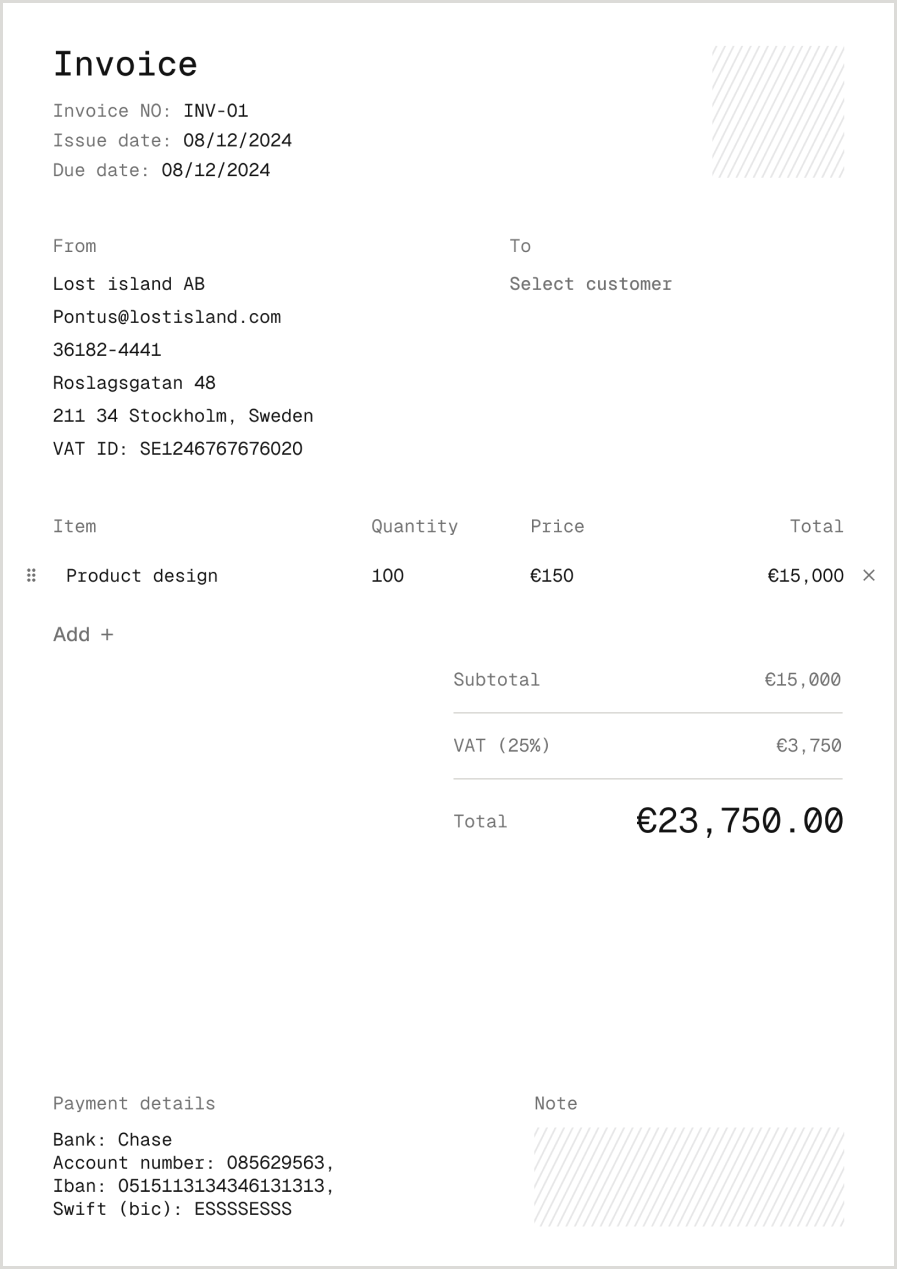 Invoice
Invoice NO: INV-01
Issue date: 08/12/2024
Due date: 08/12/2024
From
Lost island AB
Pontus@lostisland.com
36182-4441
Roslagsgatan 48
211 34 Stockholm, Sweden
VAT ID: SE1246767676020
To
Select customer
Item Quantity Price Total
Product design 100 €150 €15,000 ×
Add +
Subtotal €15,000
VAT (25%) €3,750
Total €23,750.00
Payment details
Bank: Chase
Account number: 085629563,
Iban: 0515113134346131313,
Swift (bic): ESSSSESSS
Note